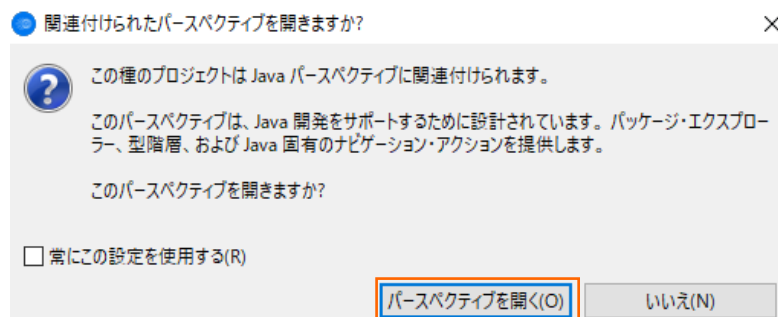 関連付けられたパースペクティブを開きますか?
この種のプロジェクトは Java パースペクティブに関連付けられます。
このパースペクティブは、Java 開発をサポートするために設計されています。パッケージ・エクスプロー
ラー、型階層、および Java 固有のナビゲーション・アクションを提供します。
このパースペクティブを開きますか?
常にこの設定を使用する(R)
パースペクティブを開く(O)
いいえ(N)